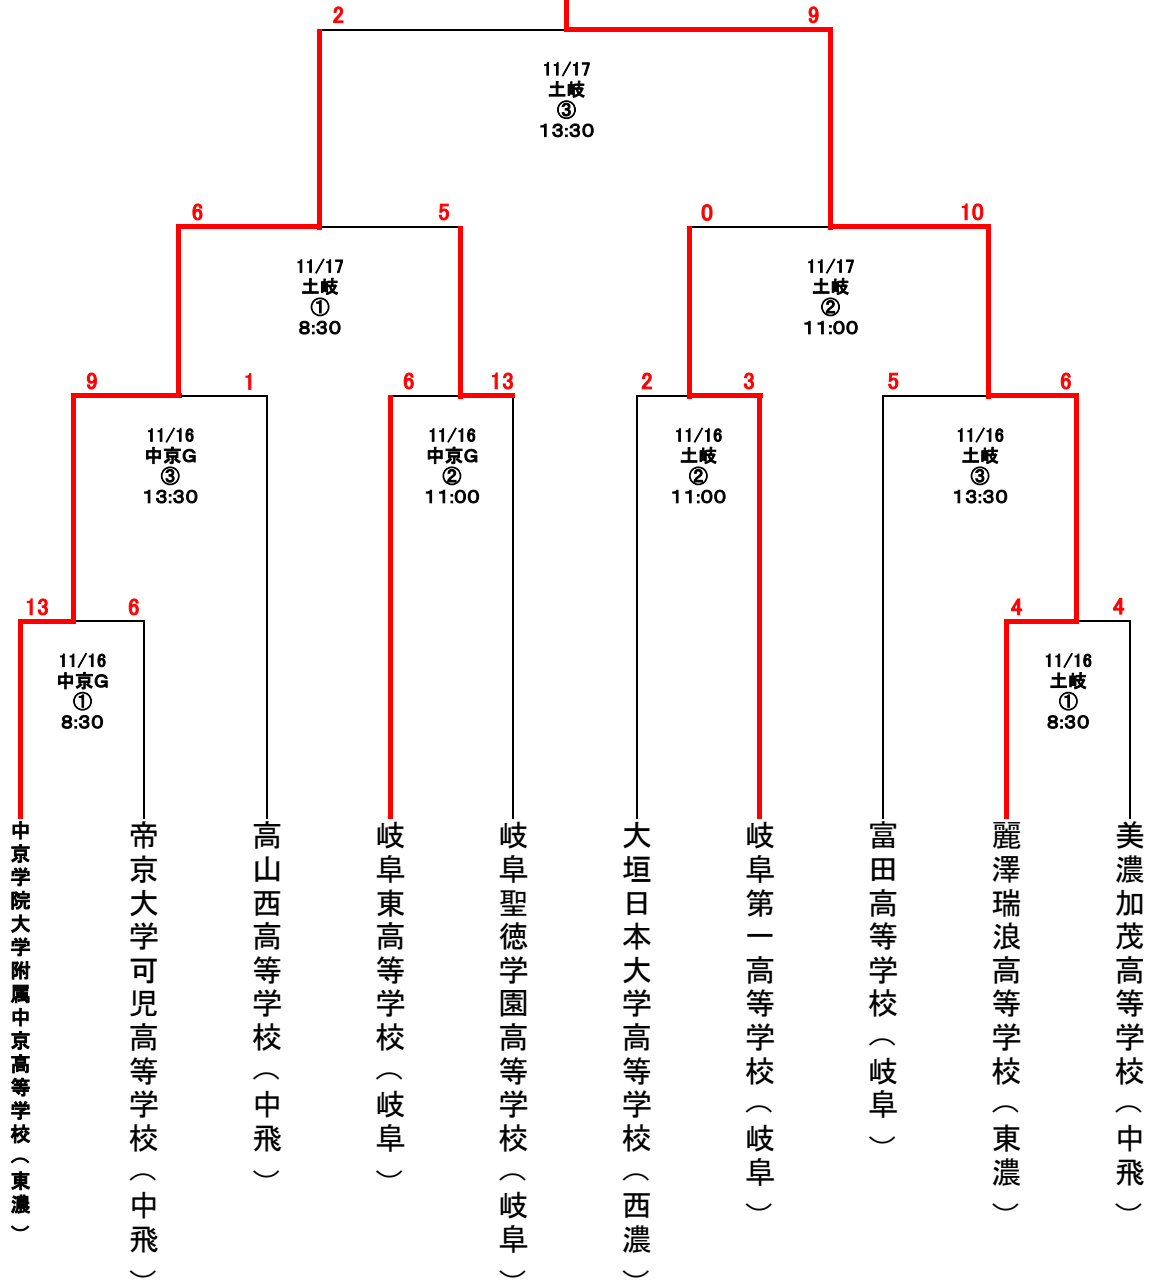 2
9
11/17
土岐
③
13:30
6
5
0
10
11/17
土岐
①
8:30
11/17
土岐
②
11:00
9
1
6
13
2
3
5
6
11/16
中京G
③
13:30
11/16
中京G
②
11:00
11/16
土岐
②
11:00
11/16
土岐
③
13:30
13
6
4
4
11/16
中京G
①
8:30
11/16
土岐
①
8:30
中京学院大学附属中京高等学校（東濃）
帝京大学可児高等学校（中飛）
高山西高等学校（中飛）
岐阜東高等学校（岐阜）
岐阜聖徳学園高等学校（岐阜）
大垣日本大学高等学校（西濃）
岐阜第一高等学校（岐阜）
富田高等学校（岐阜）
麗澤瑞浪高等学校（東濃）
美濃加茂高等学校（中飛）